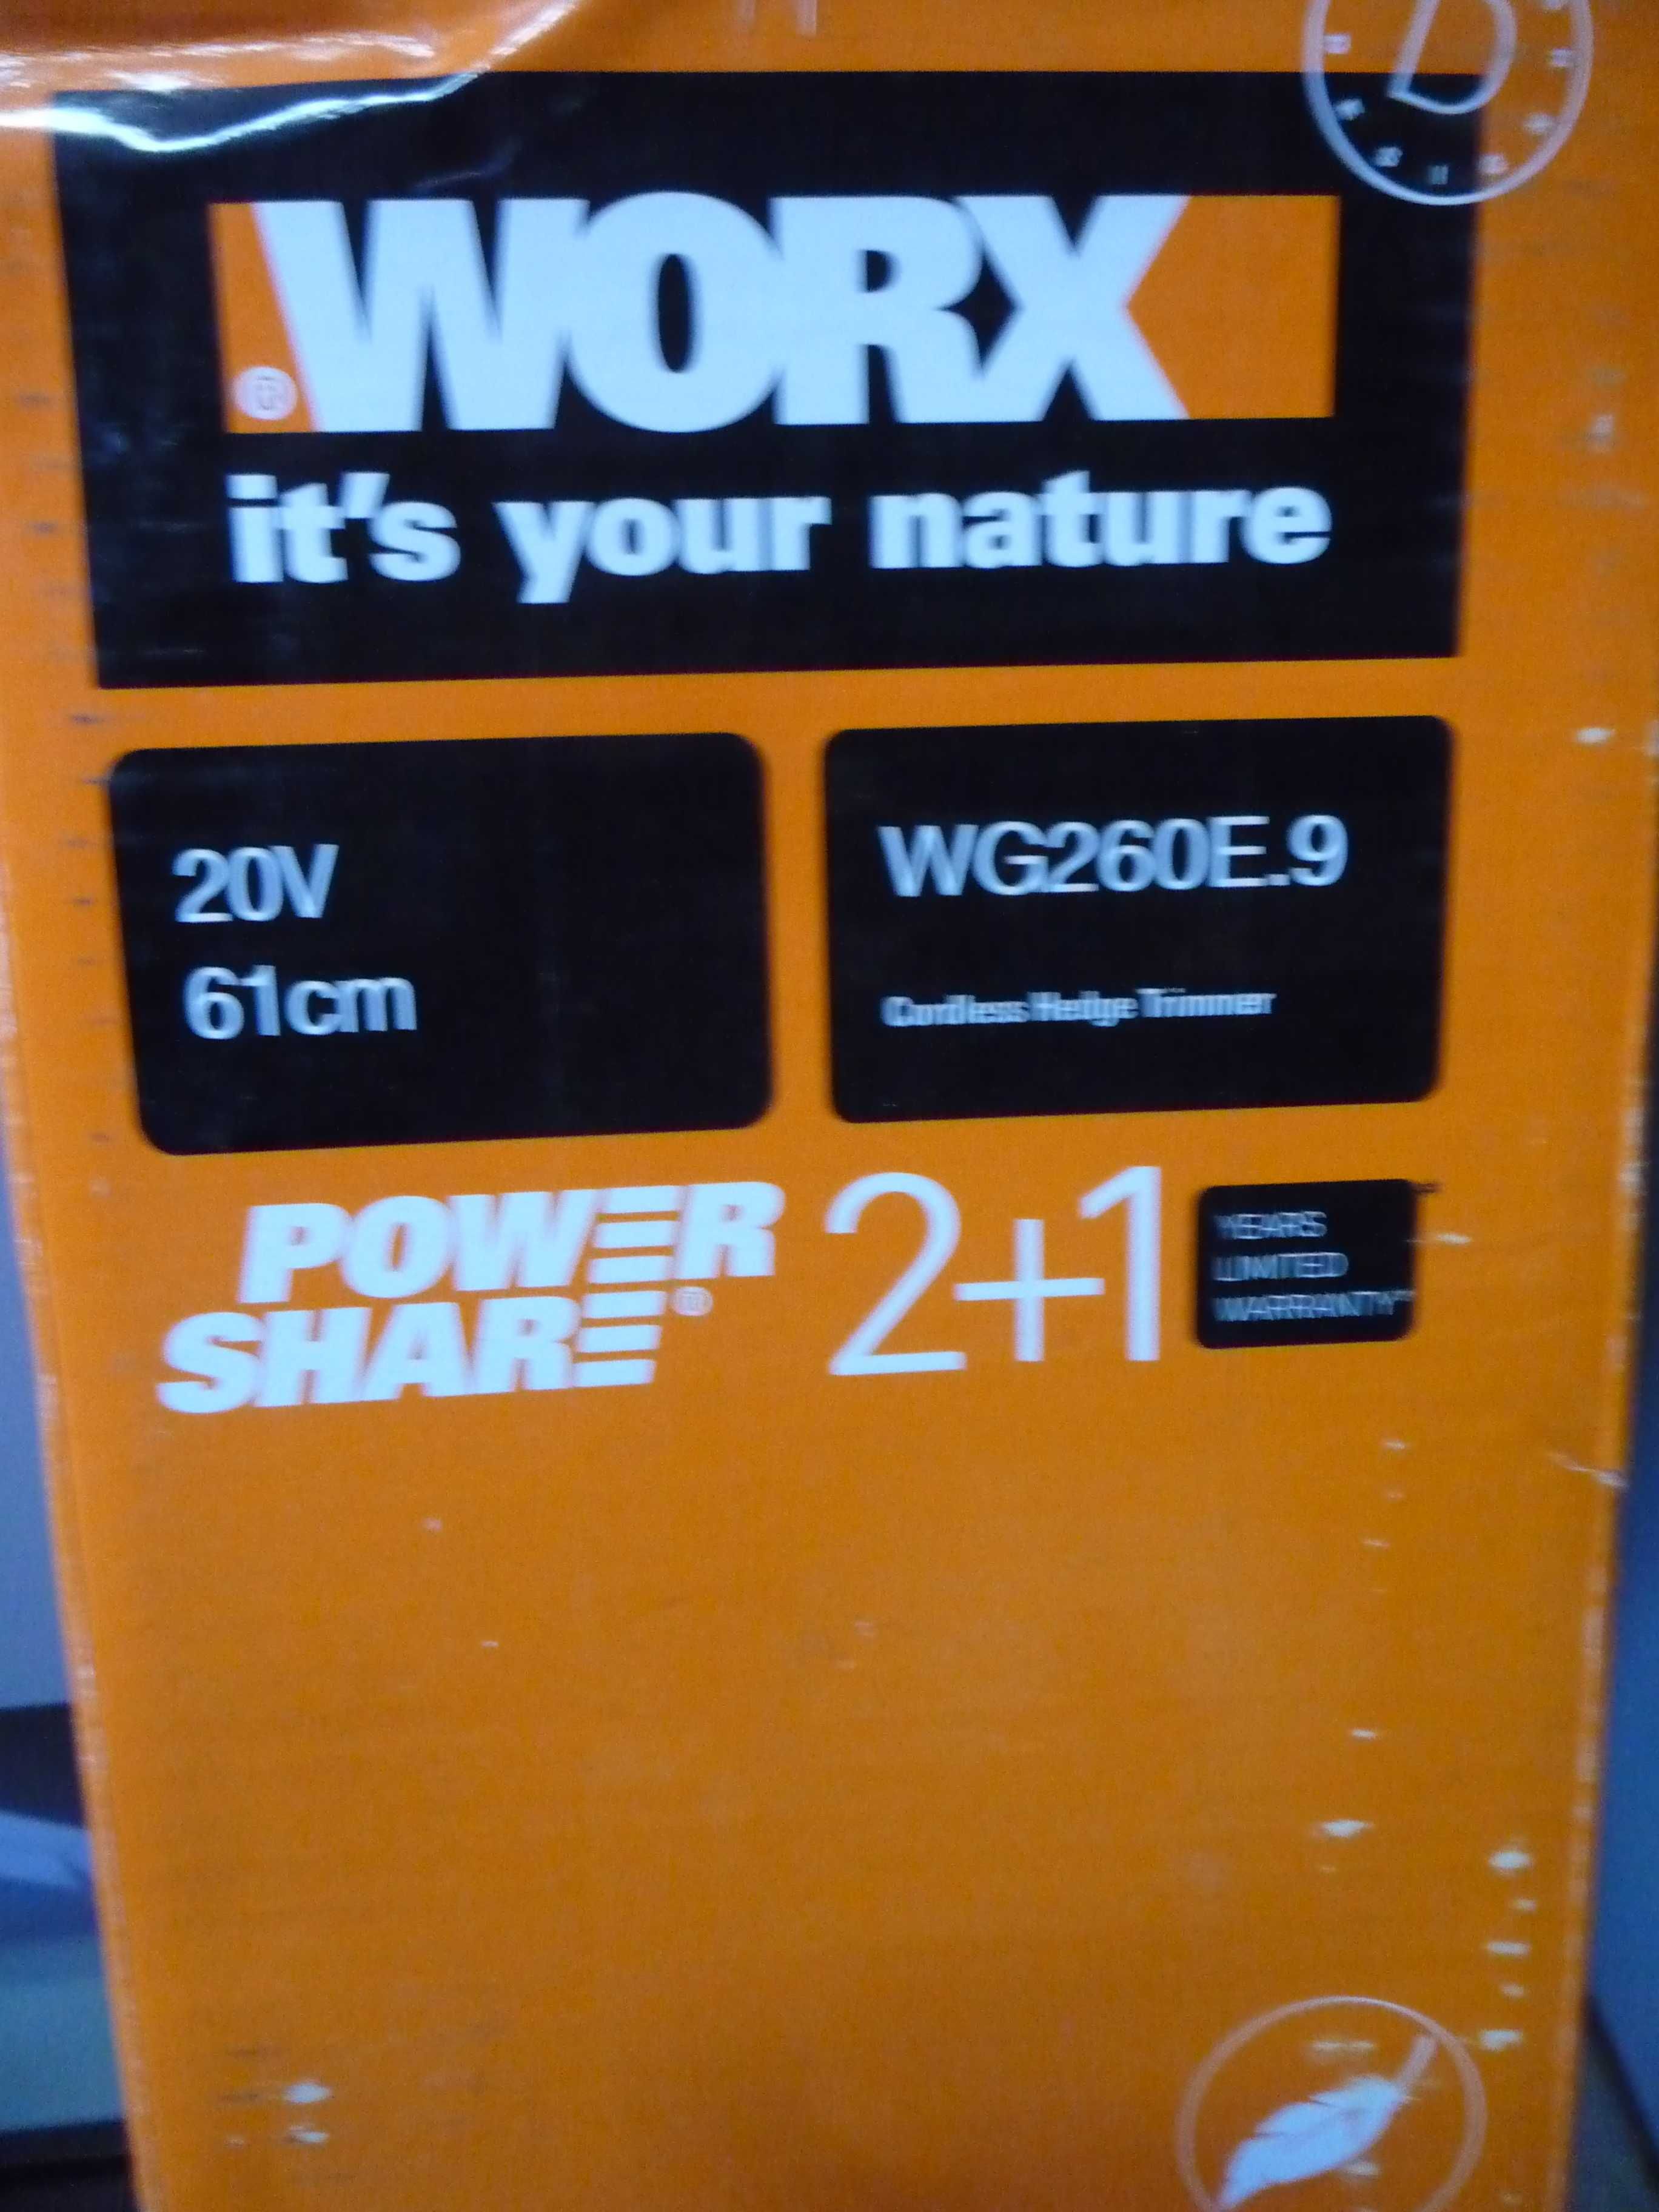 WORX
®
it's your nature
20V
61cm
WG260E.9
Cordless Hedge Trimmer
POWER
SHARE®
2+1
YEARS
LIMITED
WARRANTY**